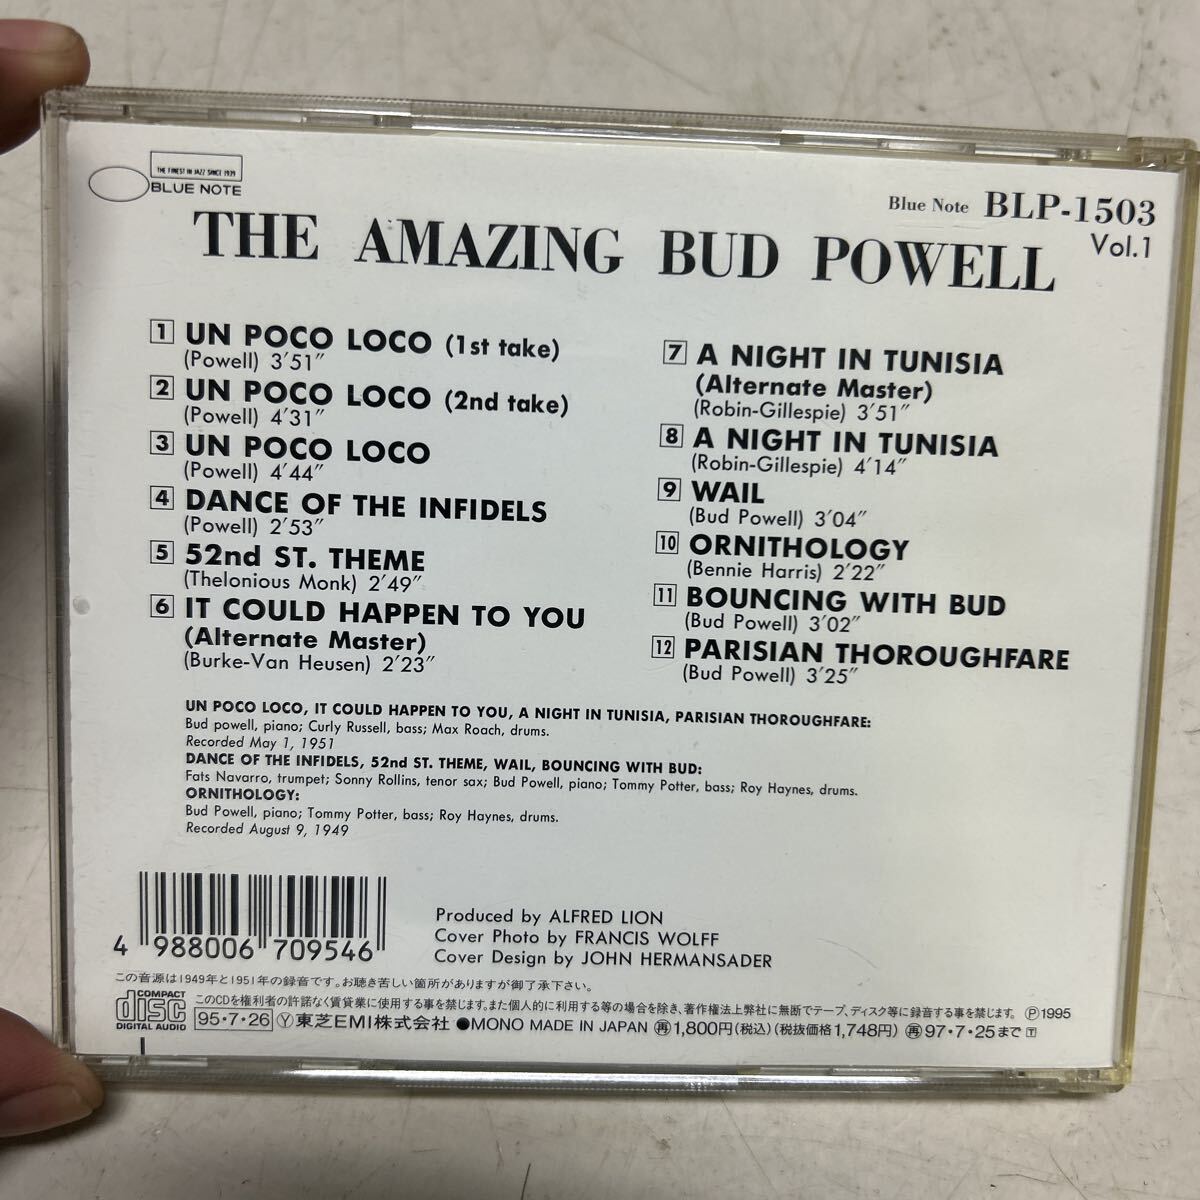 THE FINEST IN JAZZ SINCE 1939
BLUE NOTE
Blue Note BLP-1503
Vol.1
THE AMAZING BUD POWELL
1 UN POCO LOCO (1st take)
(Powell) 3′51″
2 UN POCO LOCO (2nd take)
(Powell) 4′31″
3 UN POCO LOCO
(Powell) 4′44″
4 DANCE OF THE INFIDELS
(Powell) 2′53″
5 52nd ST. THEME
(Thelonious Monk) 2′49″
6 IT COULD HAPPEN TO YOU
(Alternate Master)
(Burke-Van Heusen) 2′23″
7 A NIGHT IN TUNISIA
(Alternate Master)
(Robin-Gillespie) 3′51″
8 A NIGHT IN TUNISIA
(Robin-Gillespie) 4′14″
9 WAIL
(Bud Powell) 3′04″
10 ORNITHOLOGY
(Bennie Harris) 2′22″
11 BOUNCING WITH BUD
(Bud Powell) 3′02″
12 PARISIAN THOROUGHFARE
(Bud Powell) 3′25″
UN POCO LOCO, IT COULD HAPPEN TO YOU, A NIGHT IN TUNISIA, PARISIAN THOROUGHFARE:
Bud powell, piano; Curly Russell, bass; Max Roach, drums.
Recorded May 1, 1951
DANCE OF THE INFIDELS, 52nd ST. THEME, WAIL, BOUNCING WITH BUD:
Fats Navarro, trumpet; Sonny Rollins, tenor sax; Bud Powell, piano; Tommy Potter, bass; Roy Haynes, drums.
ORNITHOLOGY:
Bud Powell, piano; Tommy Potter, bass; Roy Haynes, drums.
Recorded August 9, 1949
4 988006 709546
Produced by ALFRED LION
Cover Photo by FRANCIS WOLFF
Cover Design by JOHN HERMANSADER
この音源は1949年と1951年の録音です。お聴き苦しい箇所がありますが御了承下さい。
COMPACT
disc
DIGITAL AUDIO
このCDを権利者の許諾なく賃貸業に使用する事を禁じます。また個人的に利用する等の場合を除き、著作権法上弊社に無断でテープ、ディスク等に録音する事を禁じます。 Ⓟ1995
95・7・26 Ⓨ東芝EMI株式会社 ●MONO MADE IN JAPAN ㊢1,800円(税込)(税抜価格1,748円) ㊢97・7・25まで 🅃